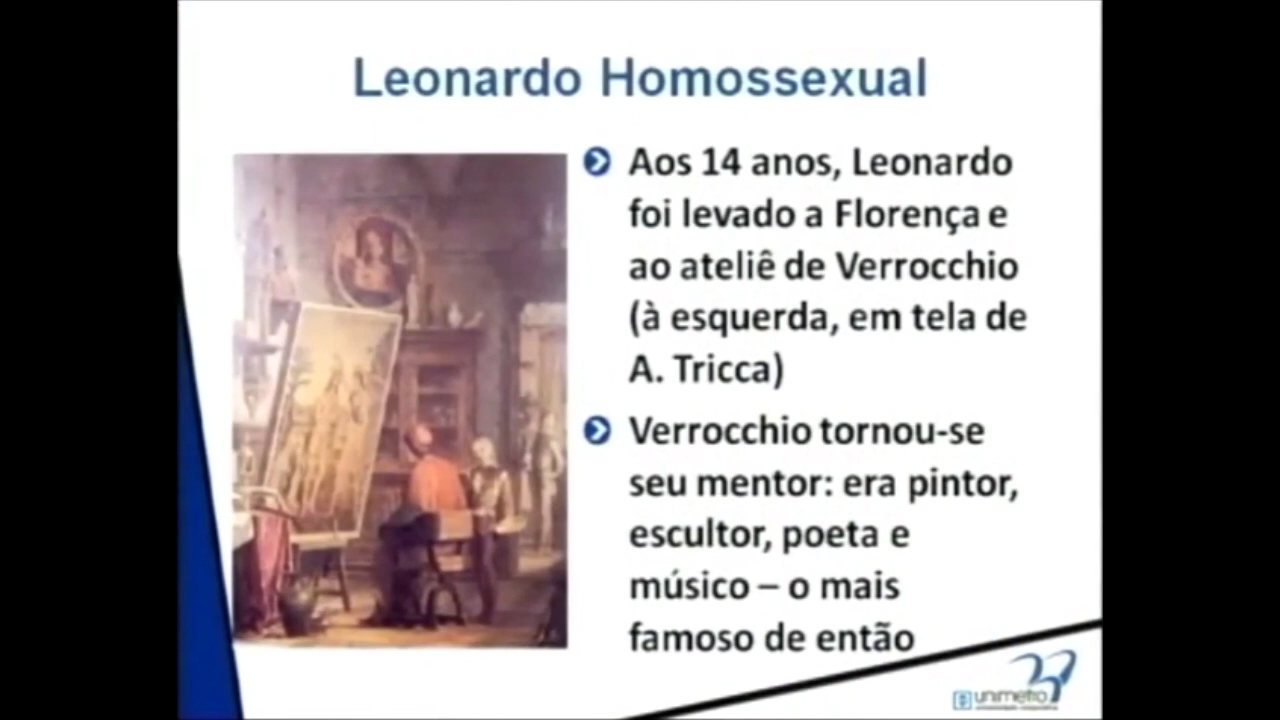 Leonardo Homossexual
Aos 14 anos, Leonardo
foi levado a Florença e
ao ateliê de Verrocchio
(à esquerda, em tela de
A. Tricca)
Verrocchio tornou-se
seu mentor: era pintor,
escultor, poeta e
músico – o mais
famoso de então
unimetro